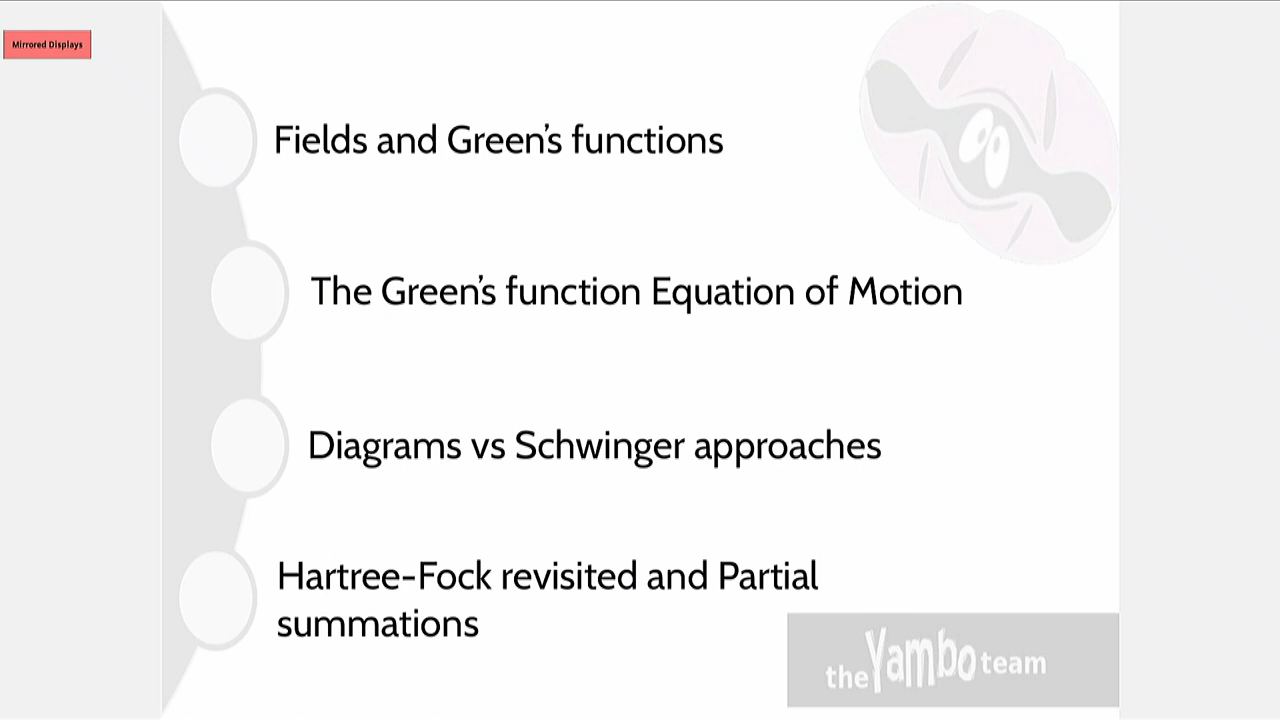 Mirrored Displays
Fields and Green's functions
The Green's function Equation of Motion
Diagrams vs Schwinger approaches
Hartree-Fock revisited and Partial
summations
the Yambo team